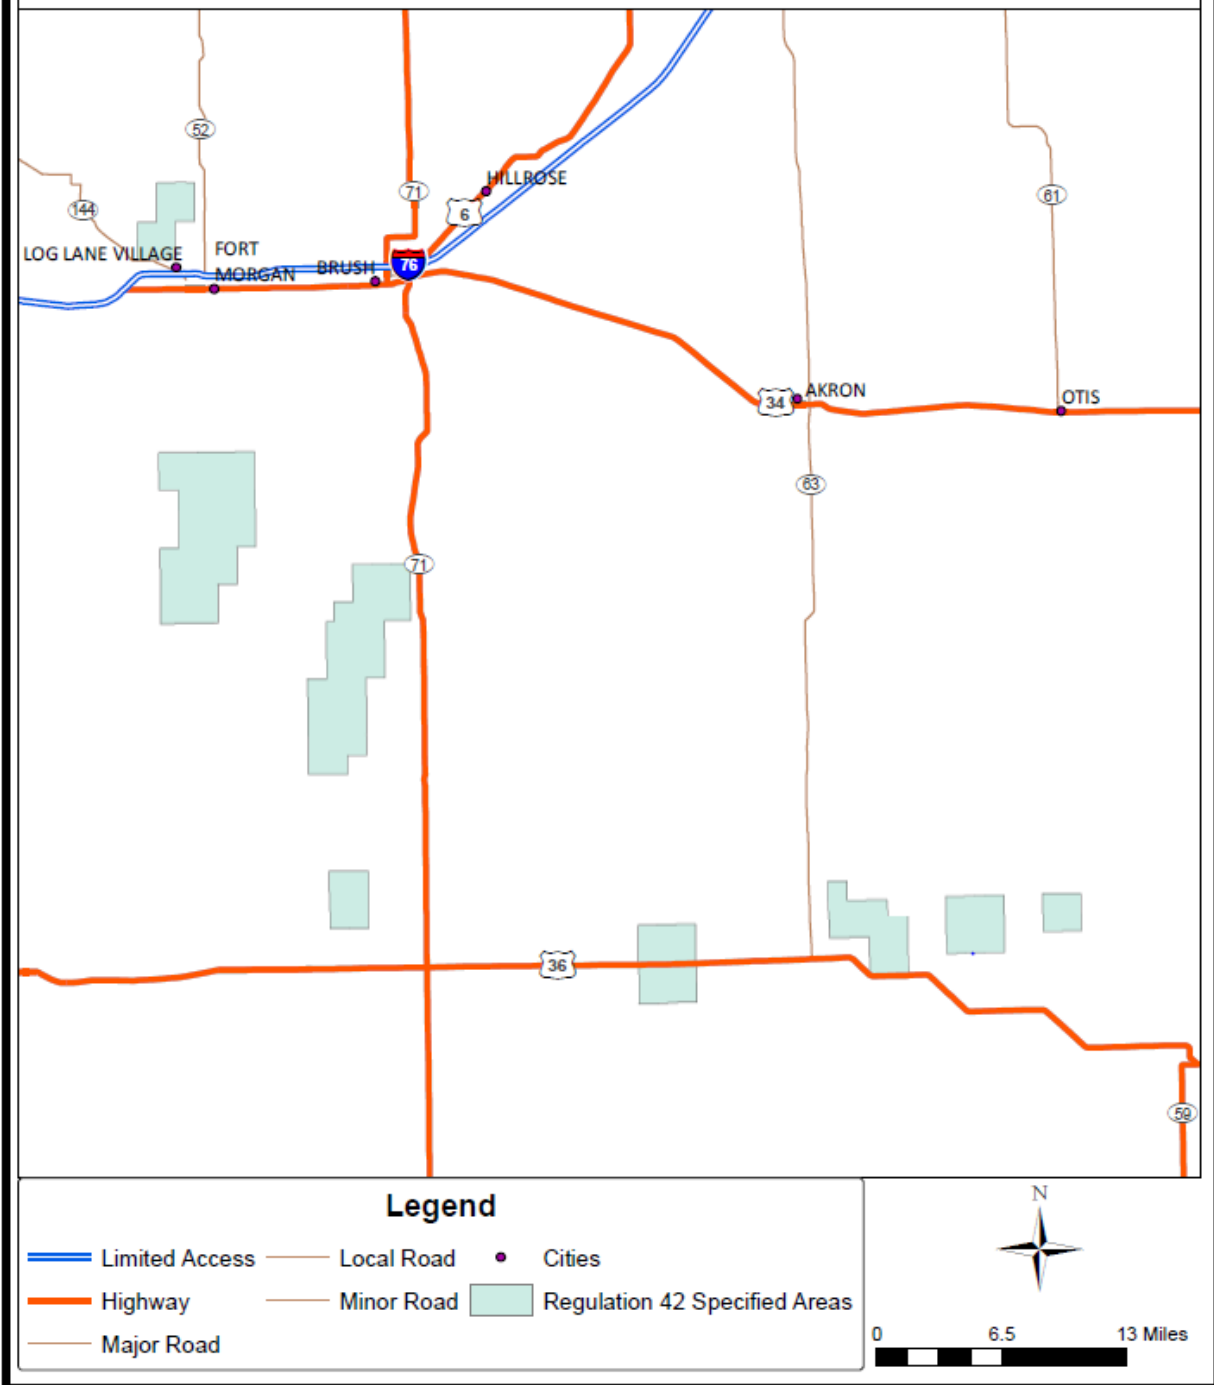 52
71
HILLROSE
61
144
6
LOG LANE VILLAGE
FORT
MORGAN
BRUSH
76
34
AKRON
OTIS
63
71
36
59
Legend
Limited Access
Local Road
Cities
Highway
Minor Road
Regulation 42 Specified Areas
Major Road
N
0 6.5 13 Miles